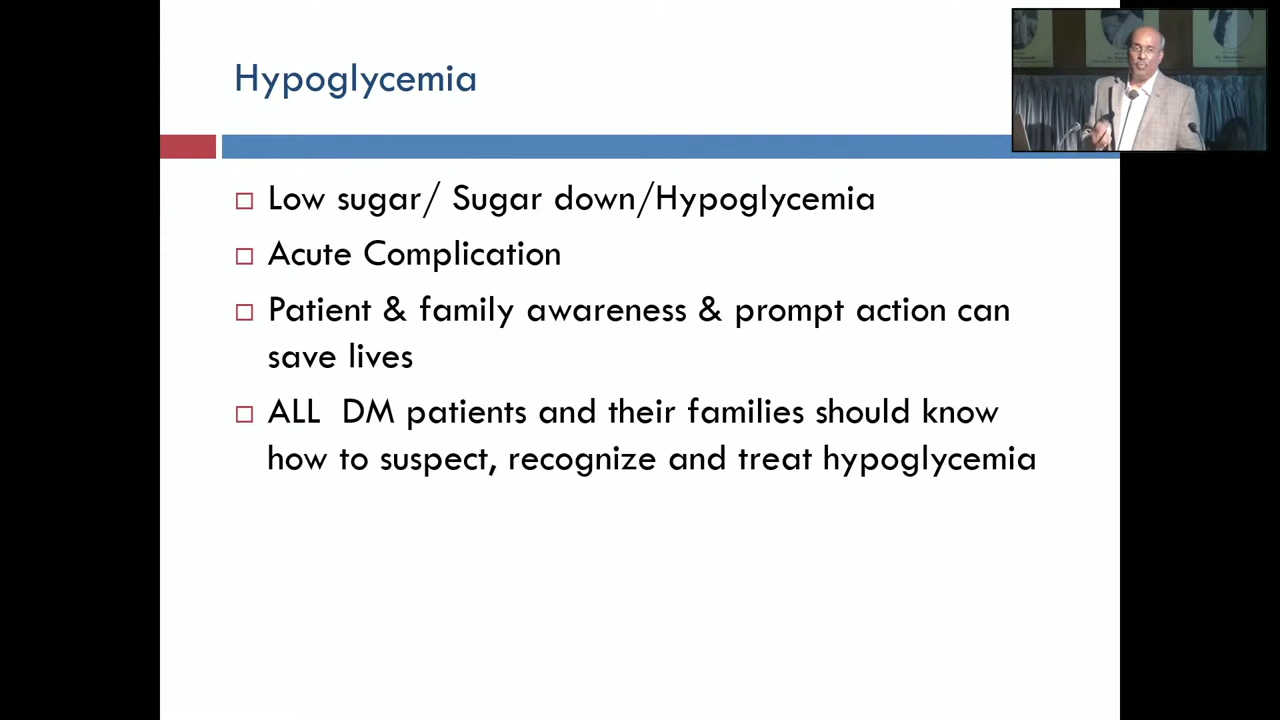 Hypoglycemia
Low sugar/ Sugar down/Hypoglycemia
Acute Complication
Patient & family awareness & prompt action can
save lives
ALL DM patients and their families should know
how to suspect, recognize and treat hypoglycemia